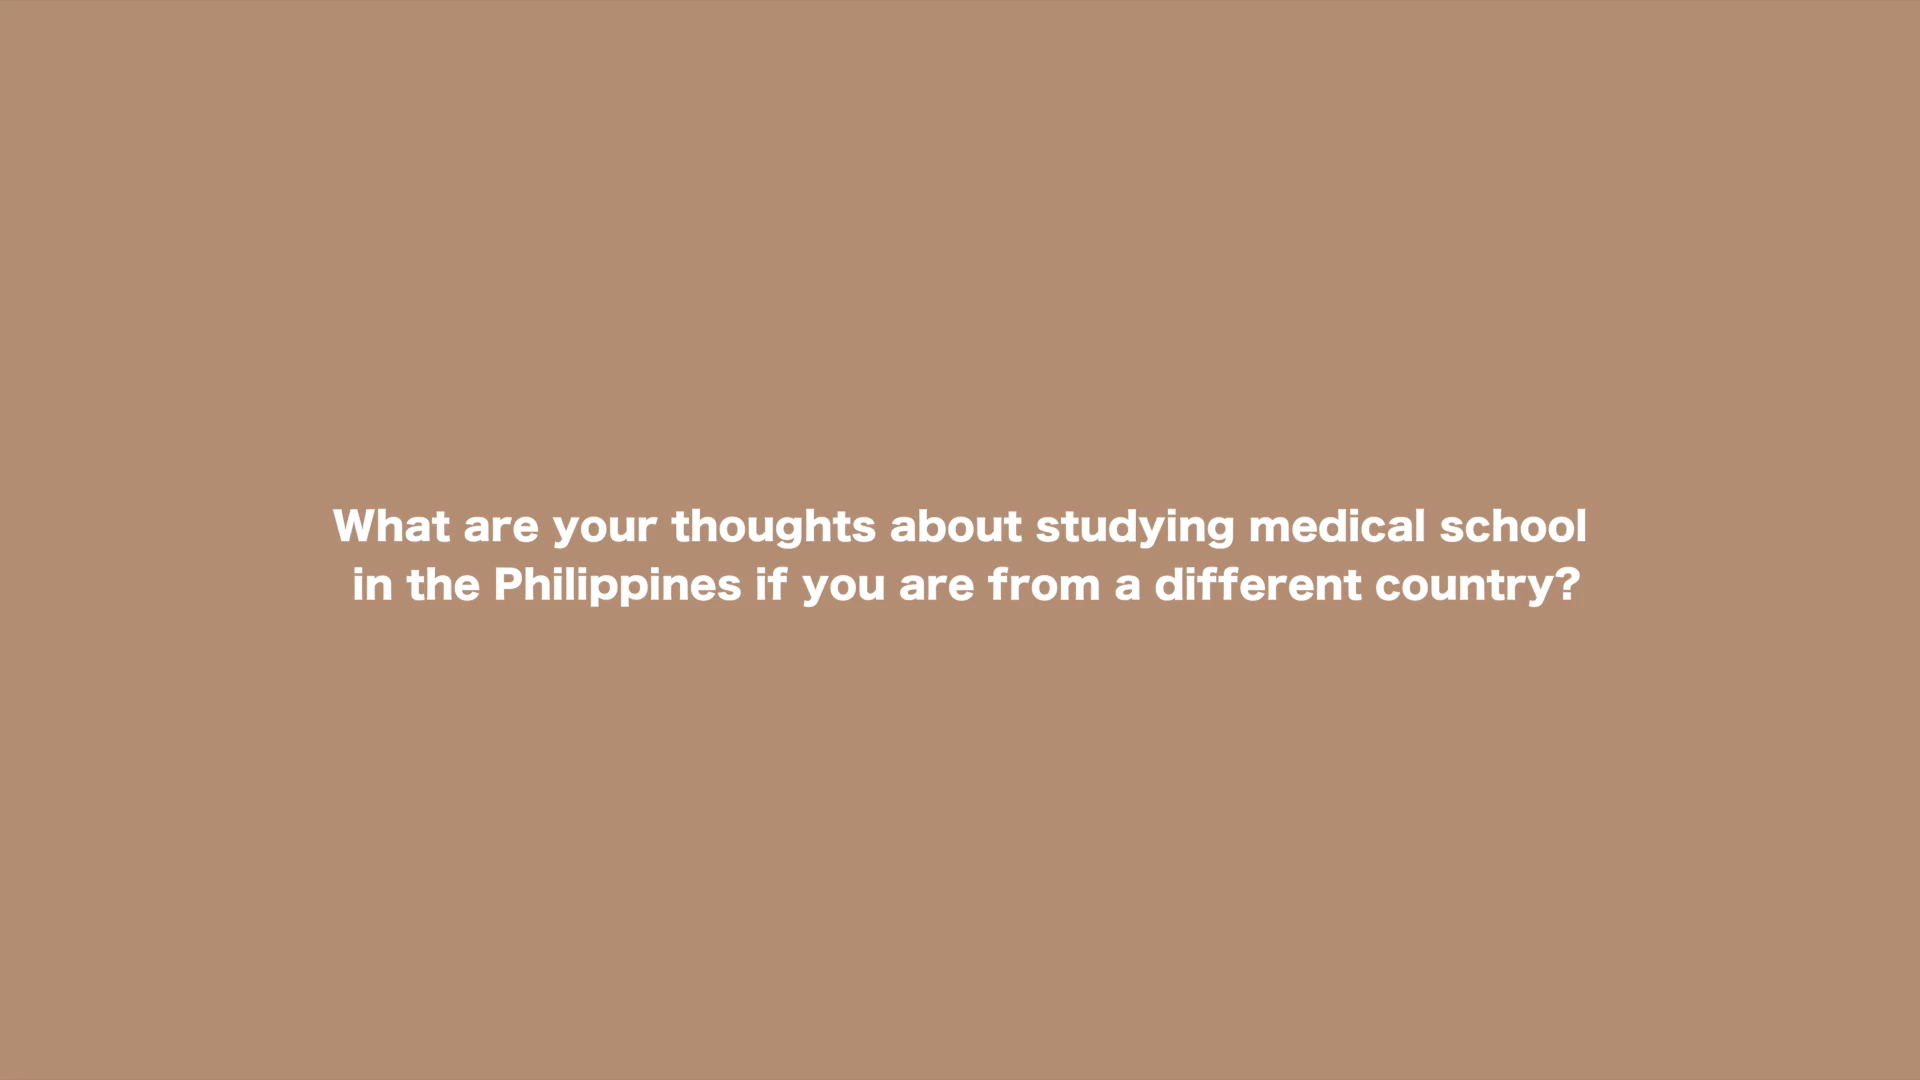 What are your thoughts about studying medical school
in the Philippines if you are from a different country?